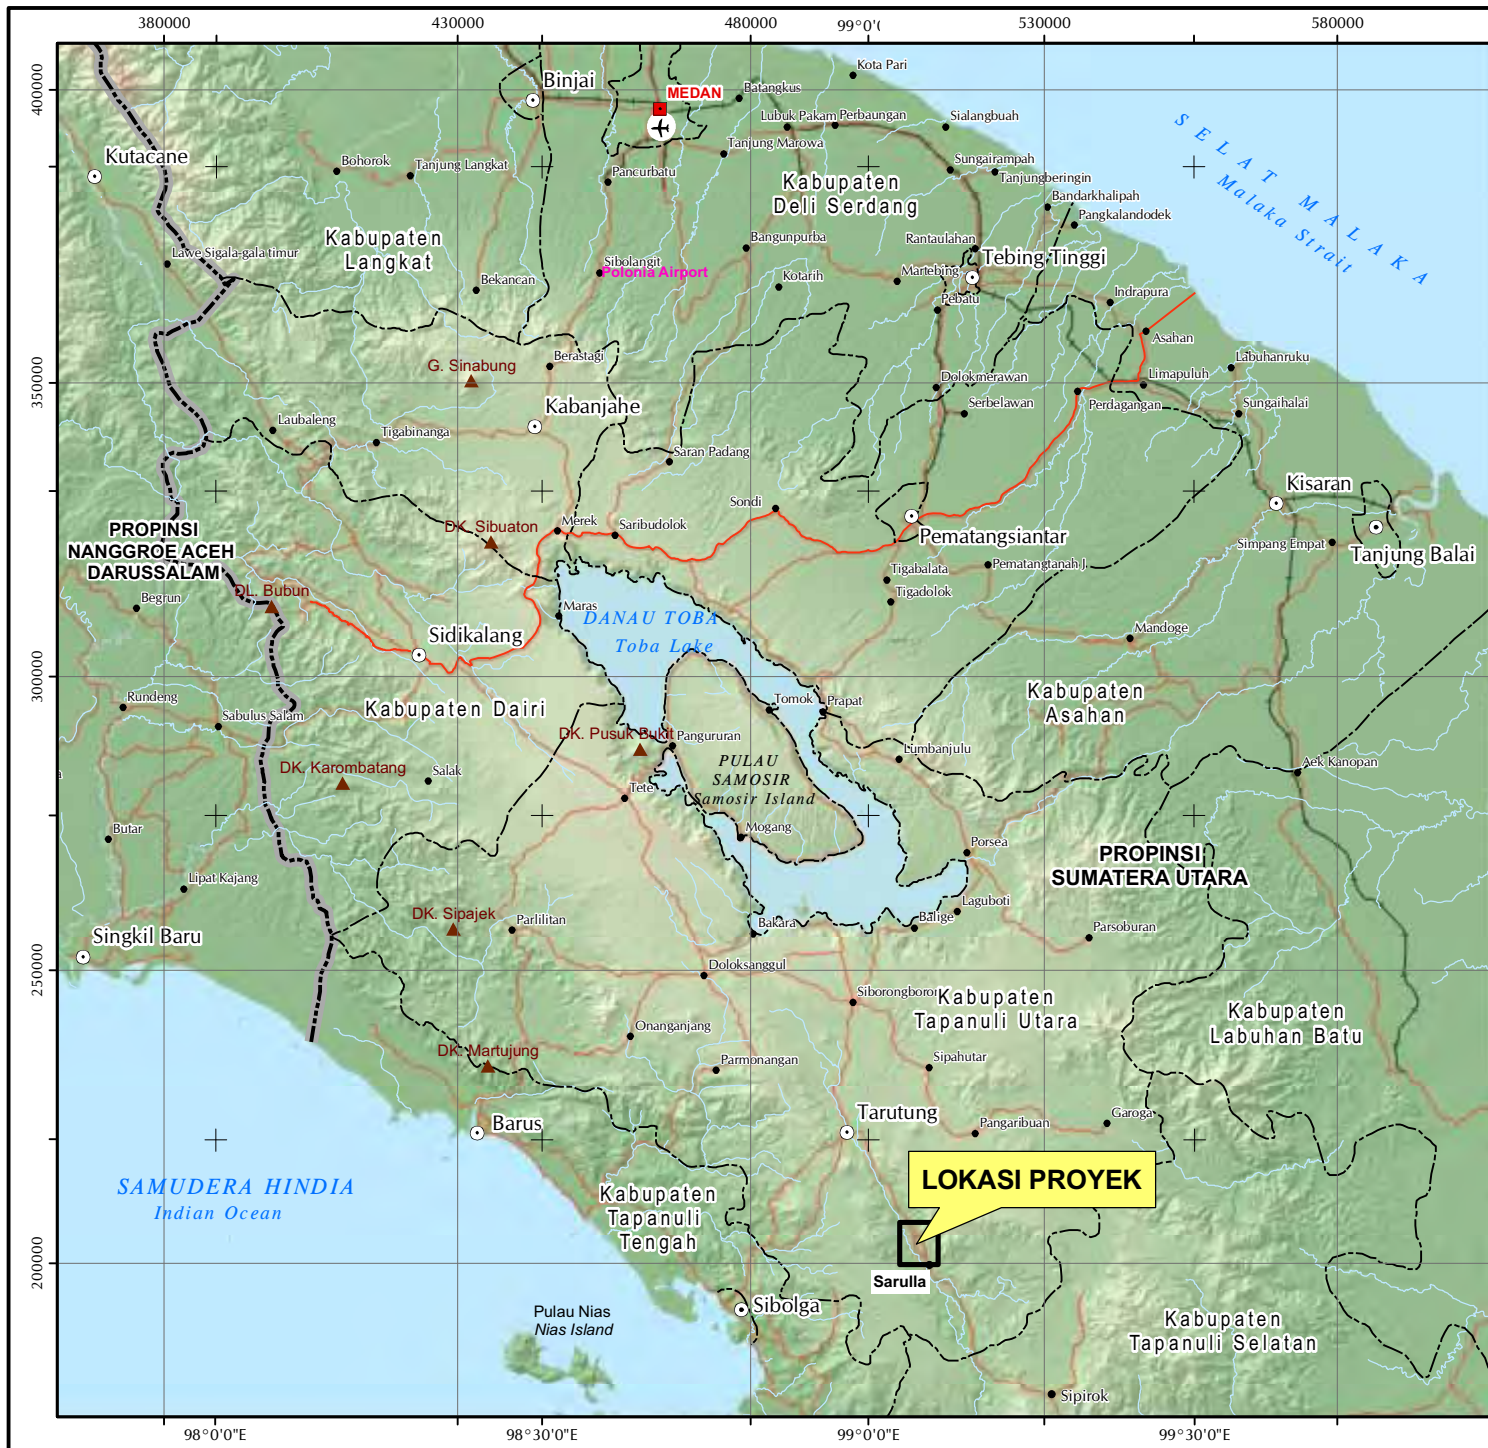 380000
430000
480000
99°0'0
530000
580000
400000
350000
300000
250000
200000
Kota Pari
Binjai
MEDAN
Batangkus
Lubuk Pakam
Perbaungan
Sialangbuah
SELAT MALAKA
Malaka Strait
Kutacane
Bohorok
Tanjung Langkat
Tanjung Marowa
Pancurbatu
Sungairampah
Tanjungberingin
Kabupaten
Deli Serdang
Bandarkhalipah
Pangkalandodek
Kabupaten
Langkat
Lawe Sigala-gala timur
Bangunpurba
Rantaulahan
Tebing Tinggi
Sibolangit
Polonia Airport
Bekancan
Kotarih
Martebing
Pebatu
Indrapura
Asahan
Berastagi
G. Sinabung
Labuhanruku
Dolokmerawan
Limapuluh
Serbelawan
Perdagangan
Sungaihalai
Kabanjahe
Laubaleng
Tigabinanga
Saran Padang
Kisaran
Sondi
PROPINSI
NANGGROE ACEH
DARUSSALAM
DK. Sibuaton
Merek
Saribudolok
Pematangsiantar
Simpang Empat
Tanjung Balai
Tigabalata
Pematangtanah J.
DL. Bubun
Begrun
Tigadolok
Maras
DANAU TOBA
Toba Lake
Sidikalang
Mandoge
Kabupaten
Asahan
Rundeng
Sabulus Salam
Kabupaten Dairi
Tomok
Prapat
DK. Pusuk Bukit
Pangururan
Lumbanjulu
PULAU
SAMOSIR
Samosir Island
DK. Karombatang
Salak
Tete
Aek Kanopan
Butar
Mogang
Porsea
PROPINSI
SUMATERA UTARA
Lipat Kajang
Laguboti
DK. Sipajek
Parlilitan
Bakara
Balige
Parsoburan
Singkil Baru
Doloksanggul
Siborongboror
Kabupaten
Tapanuli Utara
Kabupaten
Labuhan Batu
Onanganjang
DK. Martujung
Parmonangan
Sipahutar
Barus
Tarutung
Pangaribuan
Garoga
LOKASI PROYEK
SAMUDERA HINDIA
Indian Ocean
Kabupaten
Tapanuli
Tengah
Sarulla
Sibolga
Pulau Nias
Nias Island
Kabupaten
Tapanuli Selatan
Sipirok
98°0'0"E
98°30'0"E
99°0'0"E
99°30'0"E